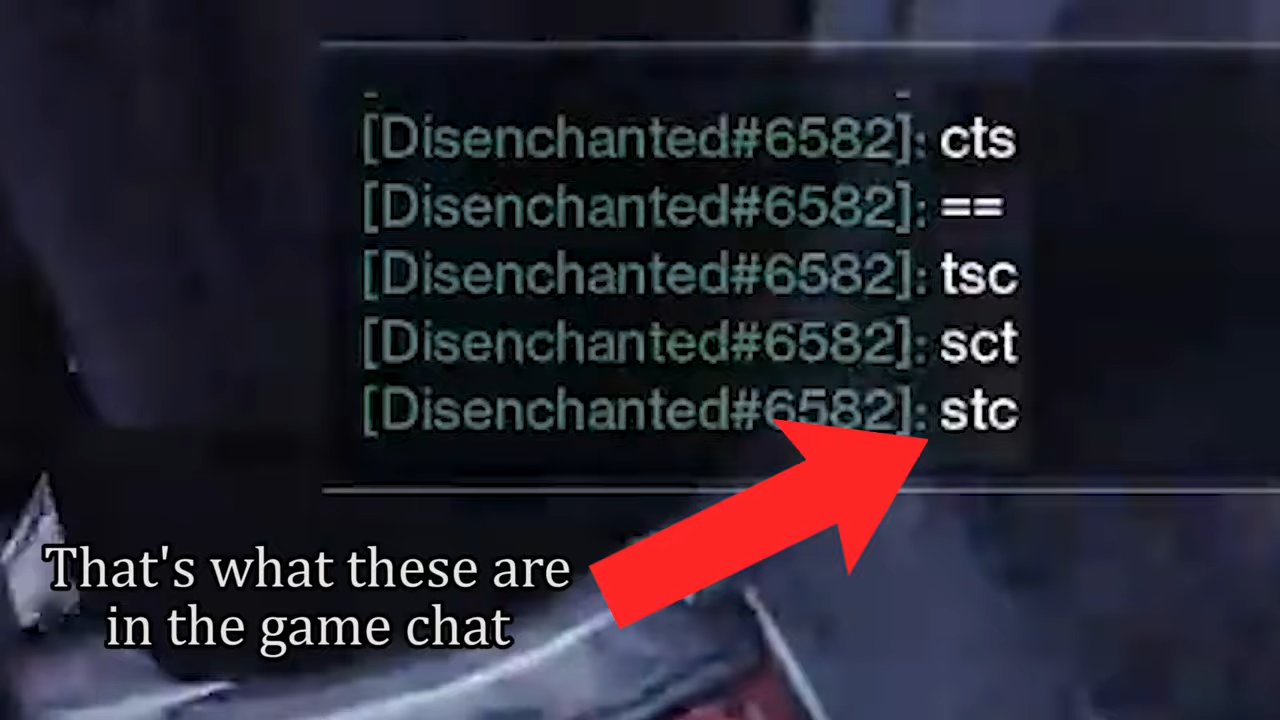 [Disenchanted#6582]: cts
[Disenchanted#6582]: ==
[Disenchanted#6582]: tsc
[Disenchanted#6582]: sct
[Disenchanted#6582]: stc
That's what these are
in the game chat